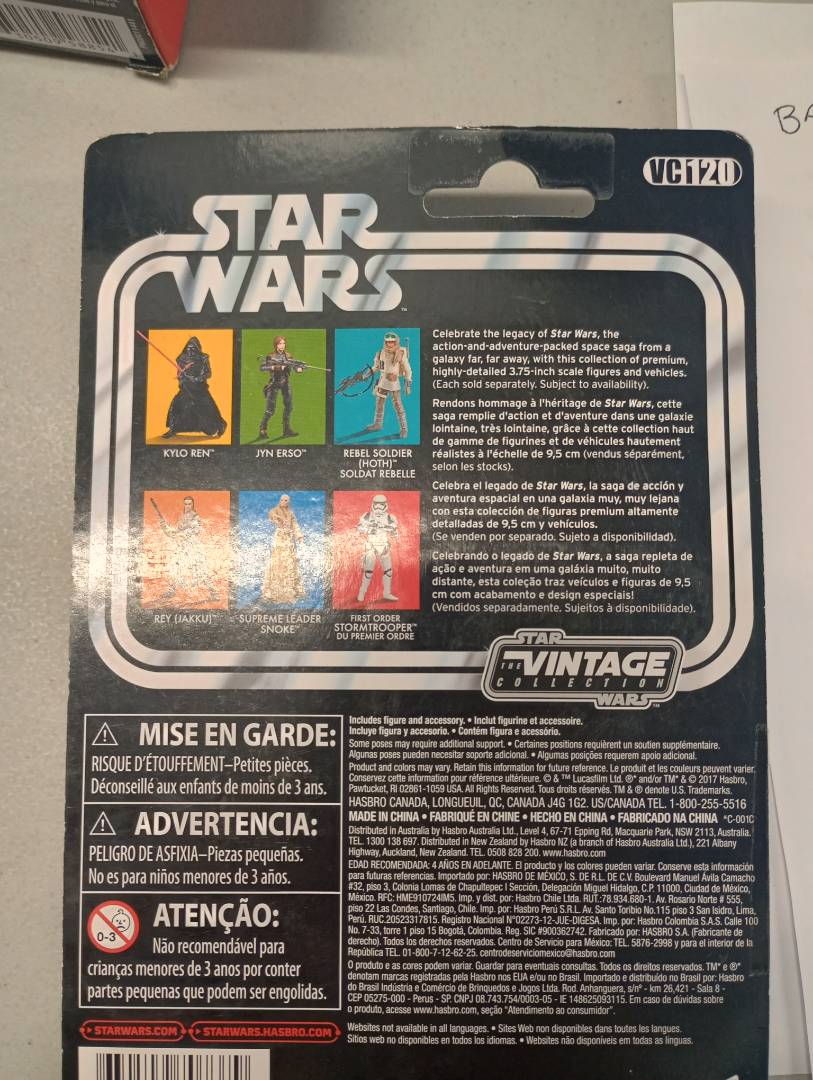 BA
VC120
STAR
WARS
Celebrate the legacy of Star Wars, the
action-and-adventure-packed space saga from a
galaxy far, far away, with this collection of premium,
highly-detailed 3.75-inch scale figures and vehicles.
(Each sold separately. Subject to availability).
Rendons hommage à l'héritage de Star Wars, cette
saga remplie d'action et d'aventure dans une galaxie
lointaine, très lointaine, grâce à cette collection haut
de gamme de figurines et de véhicules hautement
réalistes à l'échelle de 9,5 cm (vendus séparément,
selon les stocks).
Celebra el legado de Star Wars, la saga de acción y
aventura espacial en una galaxia muy, muy lejana
con esta colección de figuras premium altamente
detalladas de 9,5 cm y vehículos.
(Se venden por separado. Sujeto a disponibilidad).
Celebrando o legado de Star Wars, a saga repleta de
ação e aventura em uma galáxia muito, muito
distante, esta coleção traz veículos e figuras de 9,5
cm com acabamento e design especiais!
(Vendidos separadamente. Sujeitos à disponibilidade).
KYLO REN™
JYN ERSO™
REBEL SOLDIER
(HOTH)™
SOLDAT REBELLE
REY (JAKKU)™
SUPREME LEADER
SNOKE™
FIRST ORDER
STORMTROOPER™
DU PREMIER ORDRE
STAR
THE VINTAGE
COLLECTION
WARS™
MISE EN GARDE:
RISQUE D'ÉTOUFFEMENT–Petites pièces.
Déconseillé aux enfants de moins de 3 ans.
ADVERTENCIA:
PELIGRO DE ASFIXIA–Piezas pequeñas.
No es para niños menores de 3 años.
ATENÇÃO:
0-3
Não recomendável para
crianças menores de 3 anos por conter
partes pequenas que podem ser engolidas.
STARWARS.COM
STARWARS.HASBRO.COM
Includes figure and accessory. • Inclut figurine et accessoire.
Incluye figura y accesorio. • Contém figura e acessório.
Some poses may require additional support. • Certaines positions requièrent un soutien supplémentaire.
Algunas poses pueden necesitar soporte adicional. • Algumas posições requerem apoio adicional.
Product and colors may vary. Retain this information for future reference. Le produit et les couleurs peuvent varier.
Conservez cette information pour référence ultérieure. © & ™ Lucasfilm Ltd. ®* and/or TM* & © 2017 Hasbro,
Pawtucket, RI 02861-1059 USA. All Rights Reserved. Tous droits réservés. TM & ® denote U.S. Trademarks.
HASBRO CANADA, LONGUEUIL, QC, CANADA J4G 1G2. US/CANADA TEL. 1-800-255-5516
MADE IN CHINA • FABRIQUÉ EN CHINE • HECHO EN CHINA • FABRICADO NA CHINA *C-001C
Distributed in Australia by Hasbro Australia Ltd., Level 4, 67-71 Epping Rd, Macquarie Park, NSW 2113, Australia.
TEL. 1300 138 697. Distributed in New Zealand by Hasbro NZ (a branch of Hasbro Australia Ltd.), 221 Albany
Highway, Auckland, New Zealand. TEL. 0508 828 200. www.hasbro.com
EDAD RECOMENDADA: 4 AÑOS EN ADELANTE. El producto y los colores pueden variar. Conserve esta información
para futuras referencias. Importado por: HASBRO DE MÉXICO, S. DE R.L. DE C.V. Boulevard Manuel Ávila Camacho
#32, piso 3, Colonia Lomas de Chapultepec I Sección, Delegación Miguel Hidalgo, C.P. 11000, Ciudad de México,
México. RFC: HME910724IM5. Imp. y dist. por: Hasbro Chile Ltda. RUT.:78.934.680-1. Av. Rosario Norte # 555,
piso 22 Las Condes, Santiago, Chile. Imp. por: Hasbro Perú S.R.L. Av. Santo Toribio No.115 piso 3 San Isidro, Lima,
Perú. RUC.20523317815. Registro Nacional N°02273-12-JUE-DIGESA. Imp. por: Hasbro Colombia S.A.S. Calle 100
No. 7-33, torre 1 piso 15 Bogotá, Colombia. Reg. SIC #900362742. Fabricado por: HASBRO S.A. (Fabricante de
derecho). Todos los derechos reservados. Centro de Servicio para México: TEL. 5876-2998 y para el interior de la
República TEL. 01-800-7-12-62-25. centrodeserviciomexico@hasbro.com
O produto e as cores podem variar. Guardar para eventuais consultas. Todos os direitos reservados. TM* e ®*
denotam marcas registradas pela Hasbro nos EUA e/ou no Brasil. Importado e distribuído no Brasil por: Hasbro
do Brasil Indústria e Comércio de Brinquedos e Jogos Ltda. Rod. Anhanguera, s/nº - km 26,421 - Sala 8 -
CEP 05275-000 - Perus - SP. CNPJ 08.743.754/0003-05 - IE 148625093115. Em caso de dúvidas sobre
o produto, acesse www.hasbro.com, seção "Atendimento ao consumidor".
Websites not available in all languages. • Sites Web non disponibles dans toutes les langues.
Sitios web no disponibles en todos los idiomas. • Websites não disponíveis em todas as línguas.